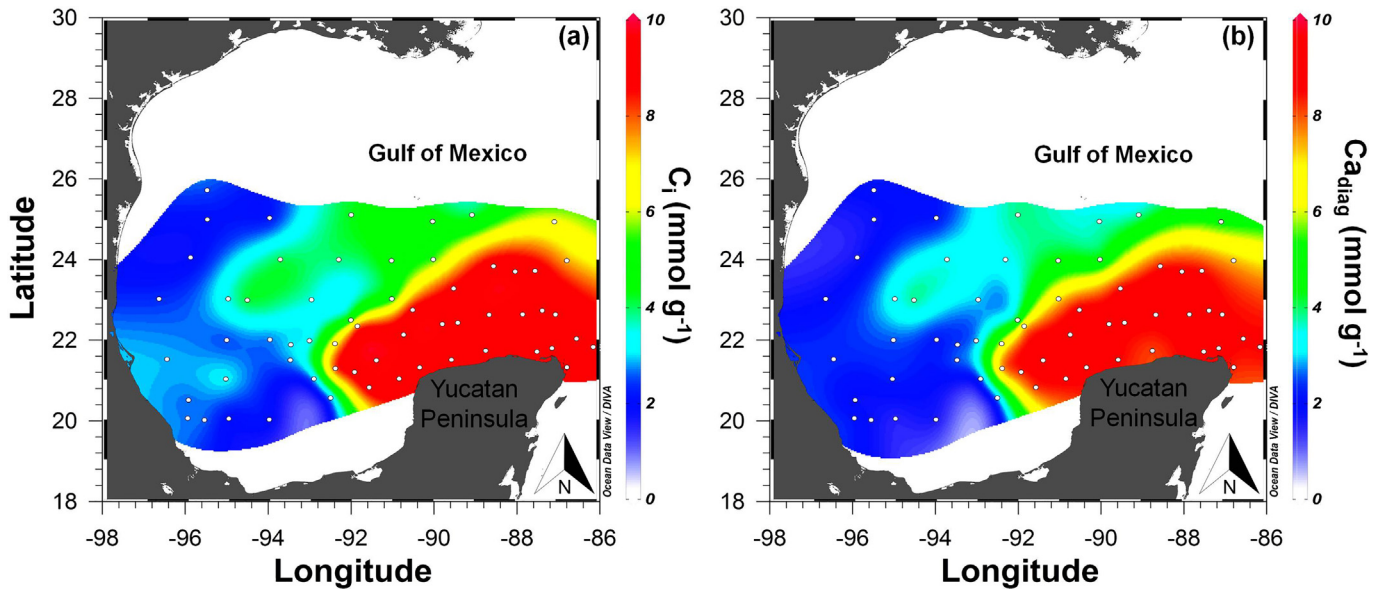 (a)
Gulf of Mexico
Yucatan
Peninsula
N
Ocean Data View / DIVA
30
28
26
24
22
20
18
Latitude
-98
-96
-94
-92
-90
-88
-86
Longitude
10
8
6
4
2
0
Ci (mmol g-1)
(b)
Gulf of Mexico
Yucatan
Peninsula
N
Ocean Data View / DIVA
30
28
26
24
22
20
18
-98
-96
-94
-92
-90
-88
-86
Longitude
10
8
6
4
2
0
Cadiag (mmol g-1)